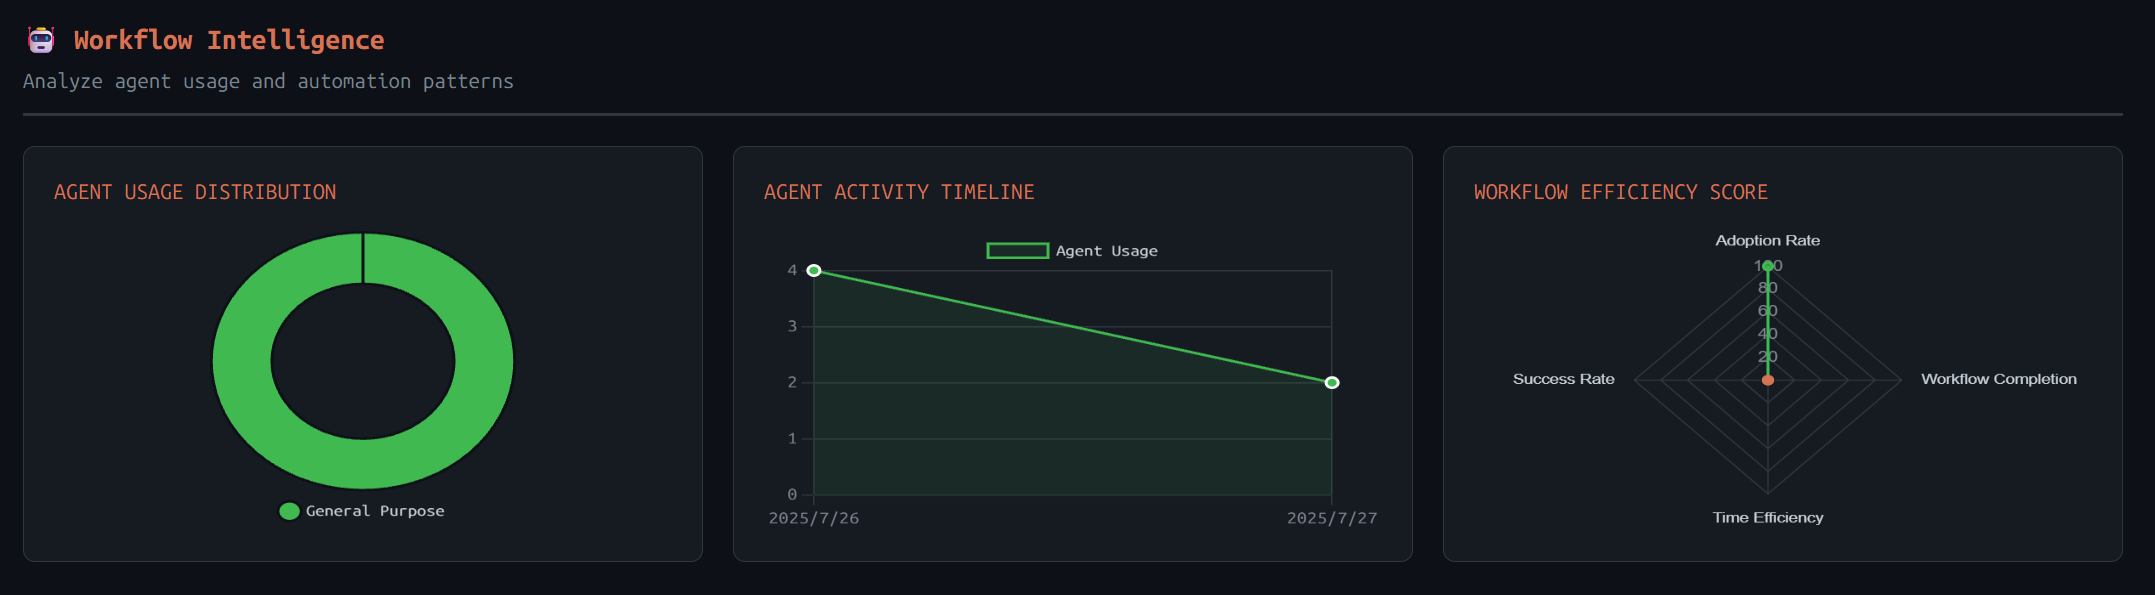 Workflow Intelligence
Analyze agent usage and automation patterns
AGENT USAGE DISTRIBUTION
General Purpose
AGENT ACTIVITY TIMELINE
Agent Usage
4
3
2
1
0
2025/7/26
2025/7/27
WORKFLOW EFFICIENCY SCORE
Adoption Rate
100
80
60
40
20
Success Rate
Workflow Completion
Time Efficiency